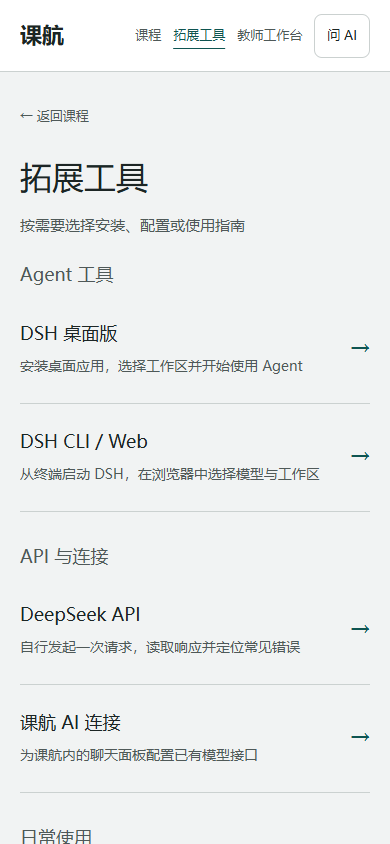 课航
课程 拓展工具 教师工作台 问 AI
← 返回课程
拓展工具
按需要选择安装、配置或使用指南
Agent 工具
DSH 桌面版
安装桌面应用，选择工作区并开始使用 Agent
→
DSH CLI / Web
从终端启动 DSH，在浏览器中选择模型与工作区
→
API 与连接
DeepSeek API
自行发起一次请求，读取响应并定位常见错误
→
课航 AI 连接
为课航内的聊天面板配置已有模型接口
→
日常使用